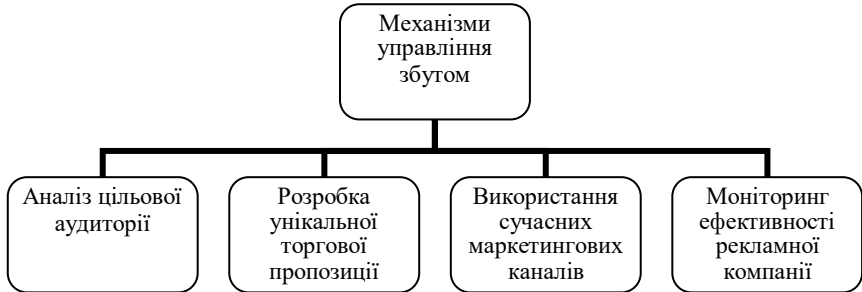 Механізми
управління
збутом
Аналіз цільової
аудиторії
Розробка
унікальної
торгової
пропозиції
Використання
сучасних
маркетингових
каналів
Моніторинг
ефективності
рекламної
компанії